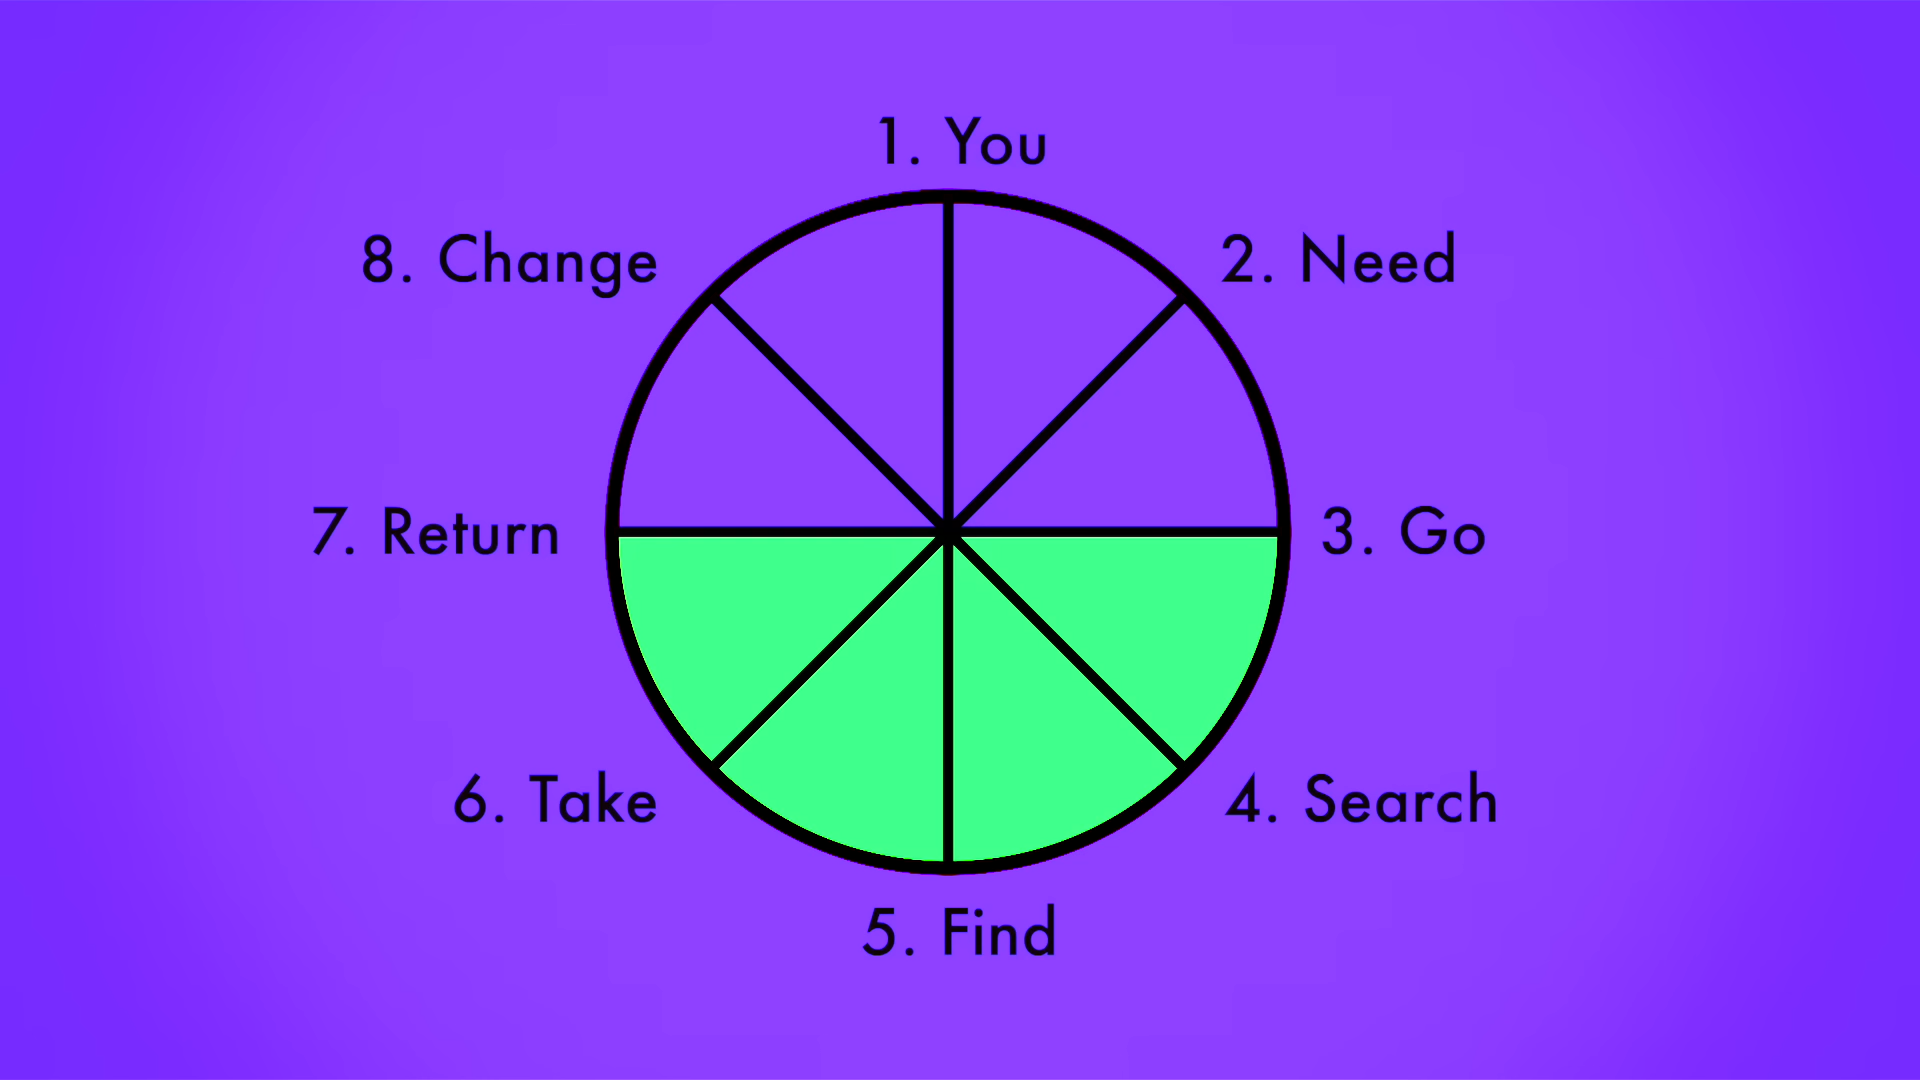 1. You
2. Need
3. Go
4. Search
5. Find
6. Take
7. Return
8. Change